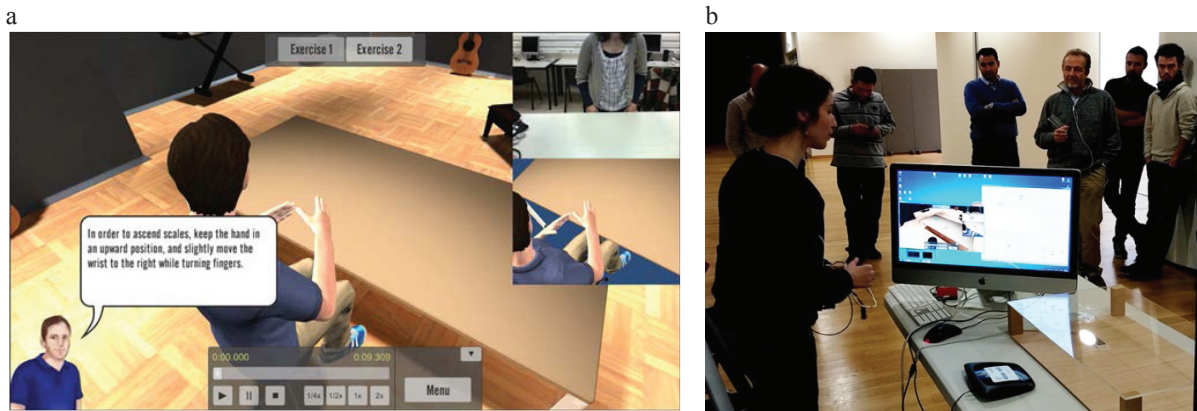 a
b
Exercise 1
Exercise 2
In order to ascend scales, keep the hand in
an upward position, and slightly move the
wrist to the right while turning fingers.
0:00.000
0:09.309
1/4x
1/2x
1x
2x
Menu